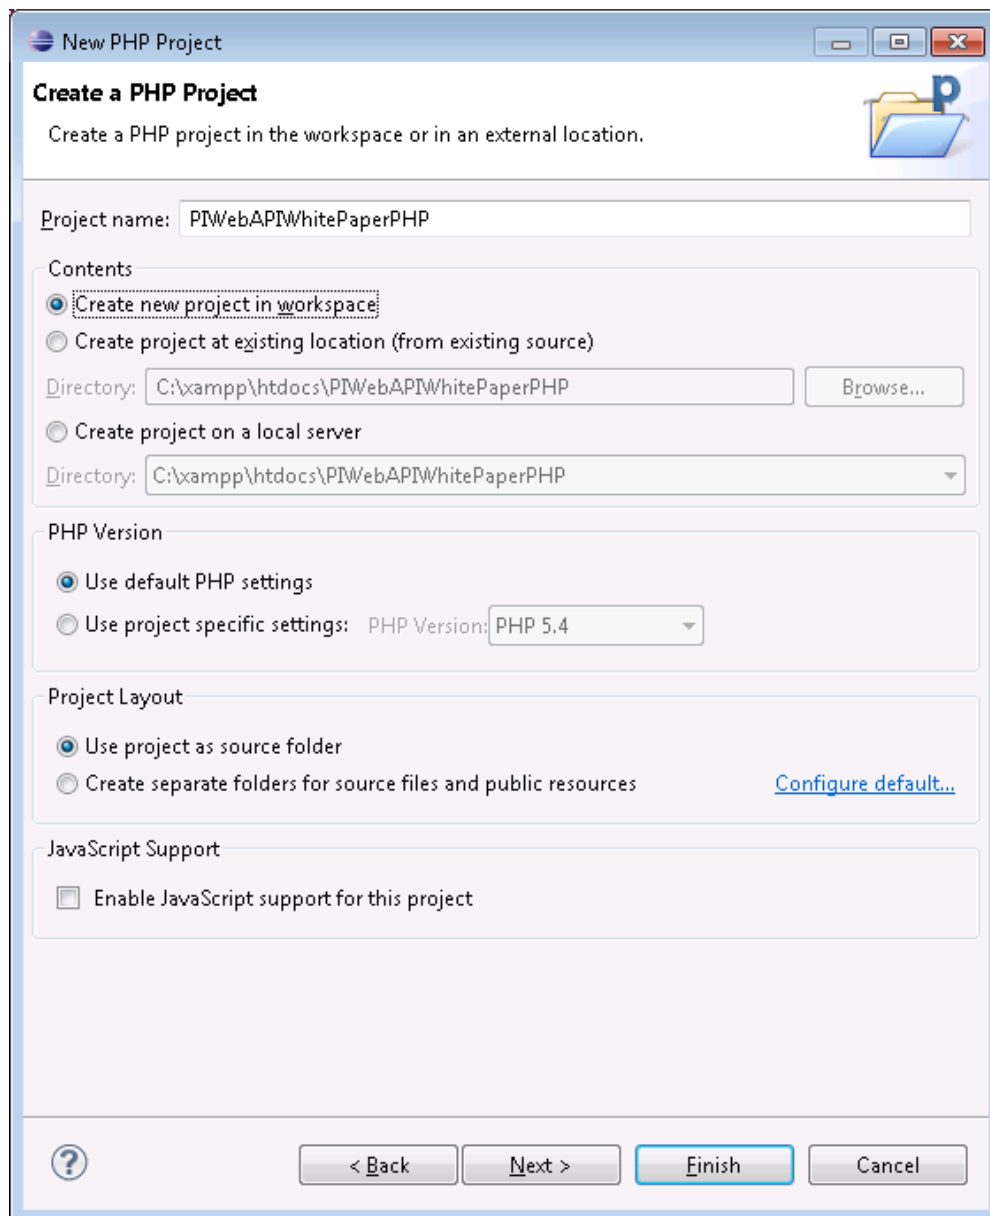 New PHP Project
Create a PHP Project
p
Create a PHP project in the workspace or in an external location.
Project name: PIWebAPIWhitePaperPHP
Contents
Create new project in workspace
Create project at existing location (from existing source)
Directory: C:\xampp\htdocs\PIWebAPIWhitePaperPHP Browse...
Create project on a local server
Directory: C:\xampp\htdocs\PIWebAPIWhitePaperPHP
PHP Version
Use default PHP settings
Use project specific settings: PHP Version: PHP 5.4
Project Layout
Use project as source folder
Create separate folders for source files and public resources Configure default...
JavaScript Support
Enable JavaScript support for this project
? < Back Next > Finish Cancel